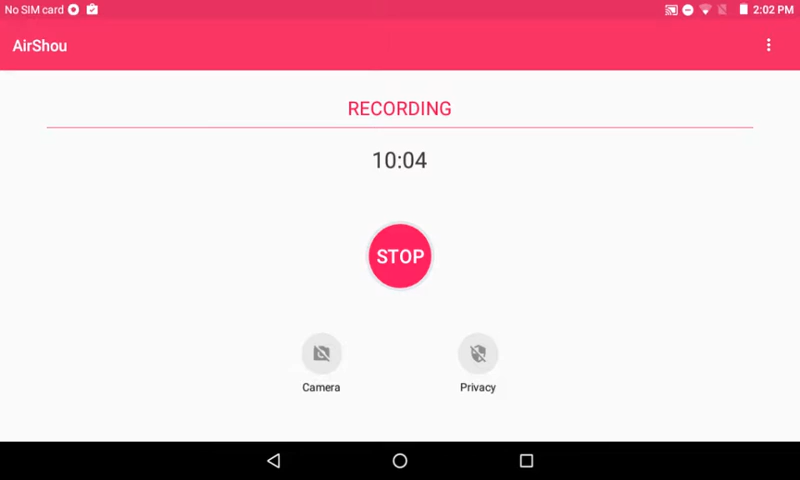 No SIM card 2:02 PM
AirShou
RECORDING
10:04
STOP
Camera Privacy